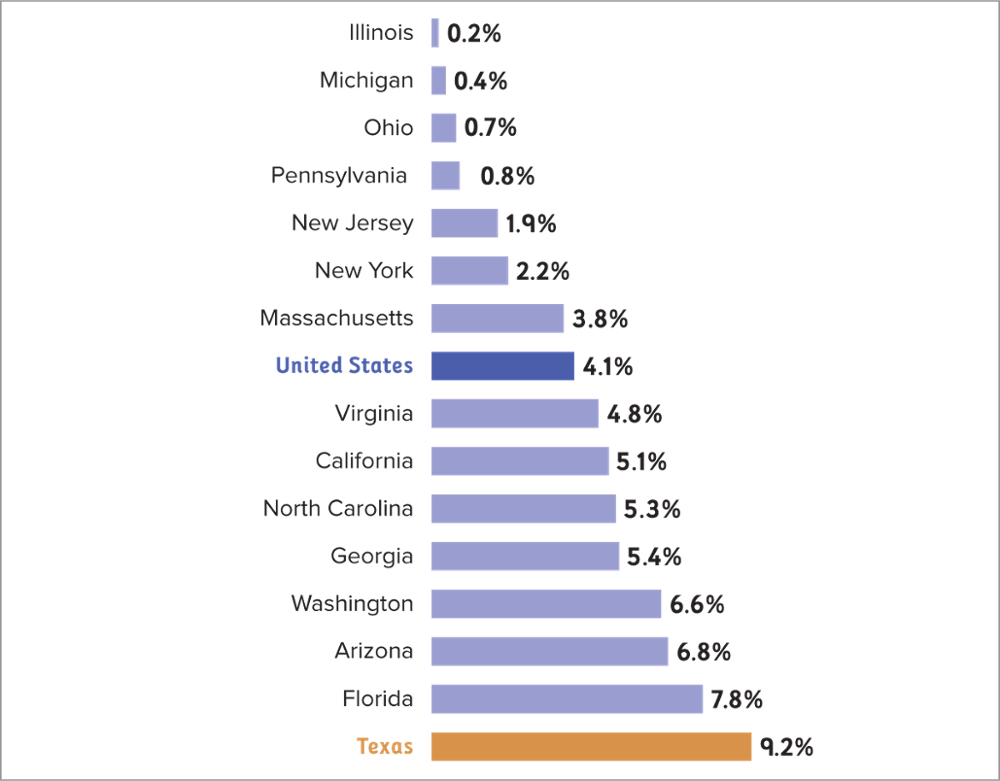 Illinois 0.2%
Michigan 0.4%
Ohio 0.7%
Pennsylvania 0.8%
New Jersey 1.9%
New York 2.2%
Massachusetts 3.8%
United States 4.1%
Virginia 4.8%
California 5.1%
North Carolina 5.3%
Georgia 5.4%
Washington 6.6%
Arizona 6.8%
Florida 7.8%
Texas 9.2%